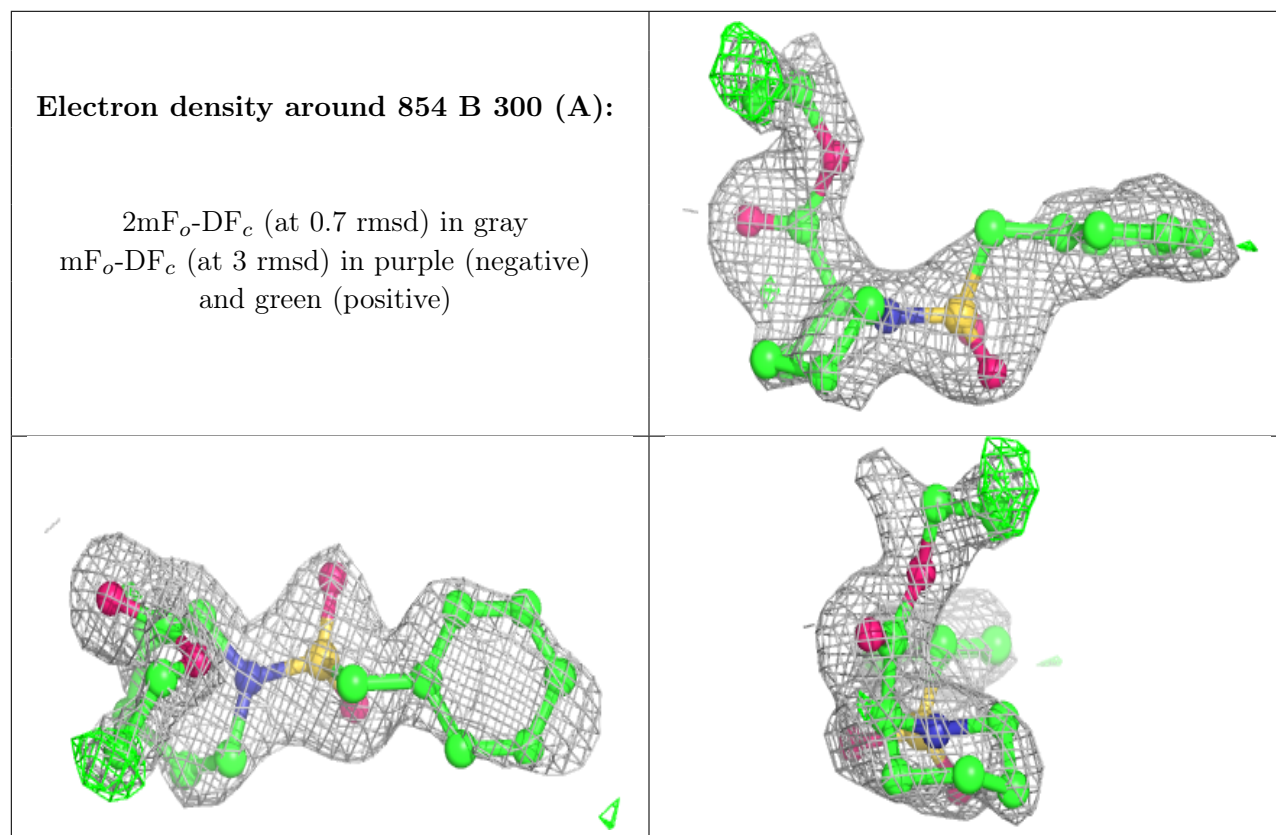 Electron density around 854 B 300 (A):
2mFo-DFc (at 0.7 rmsd) in gray
mFo-DFc (at 3 rmsd) in purple (negative)
and green (positive)